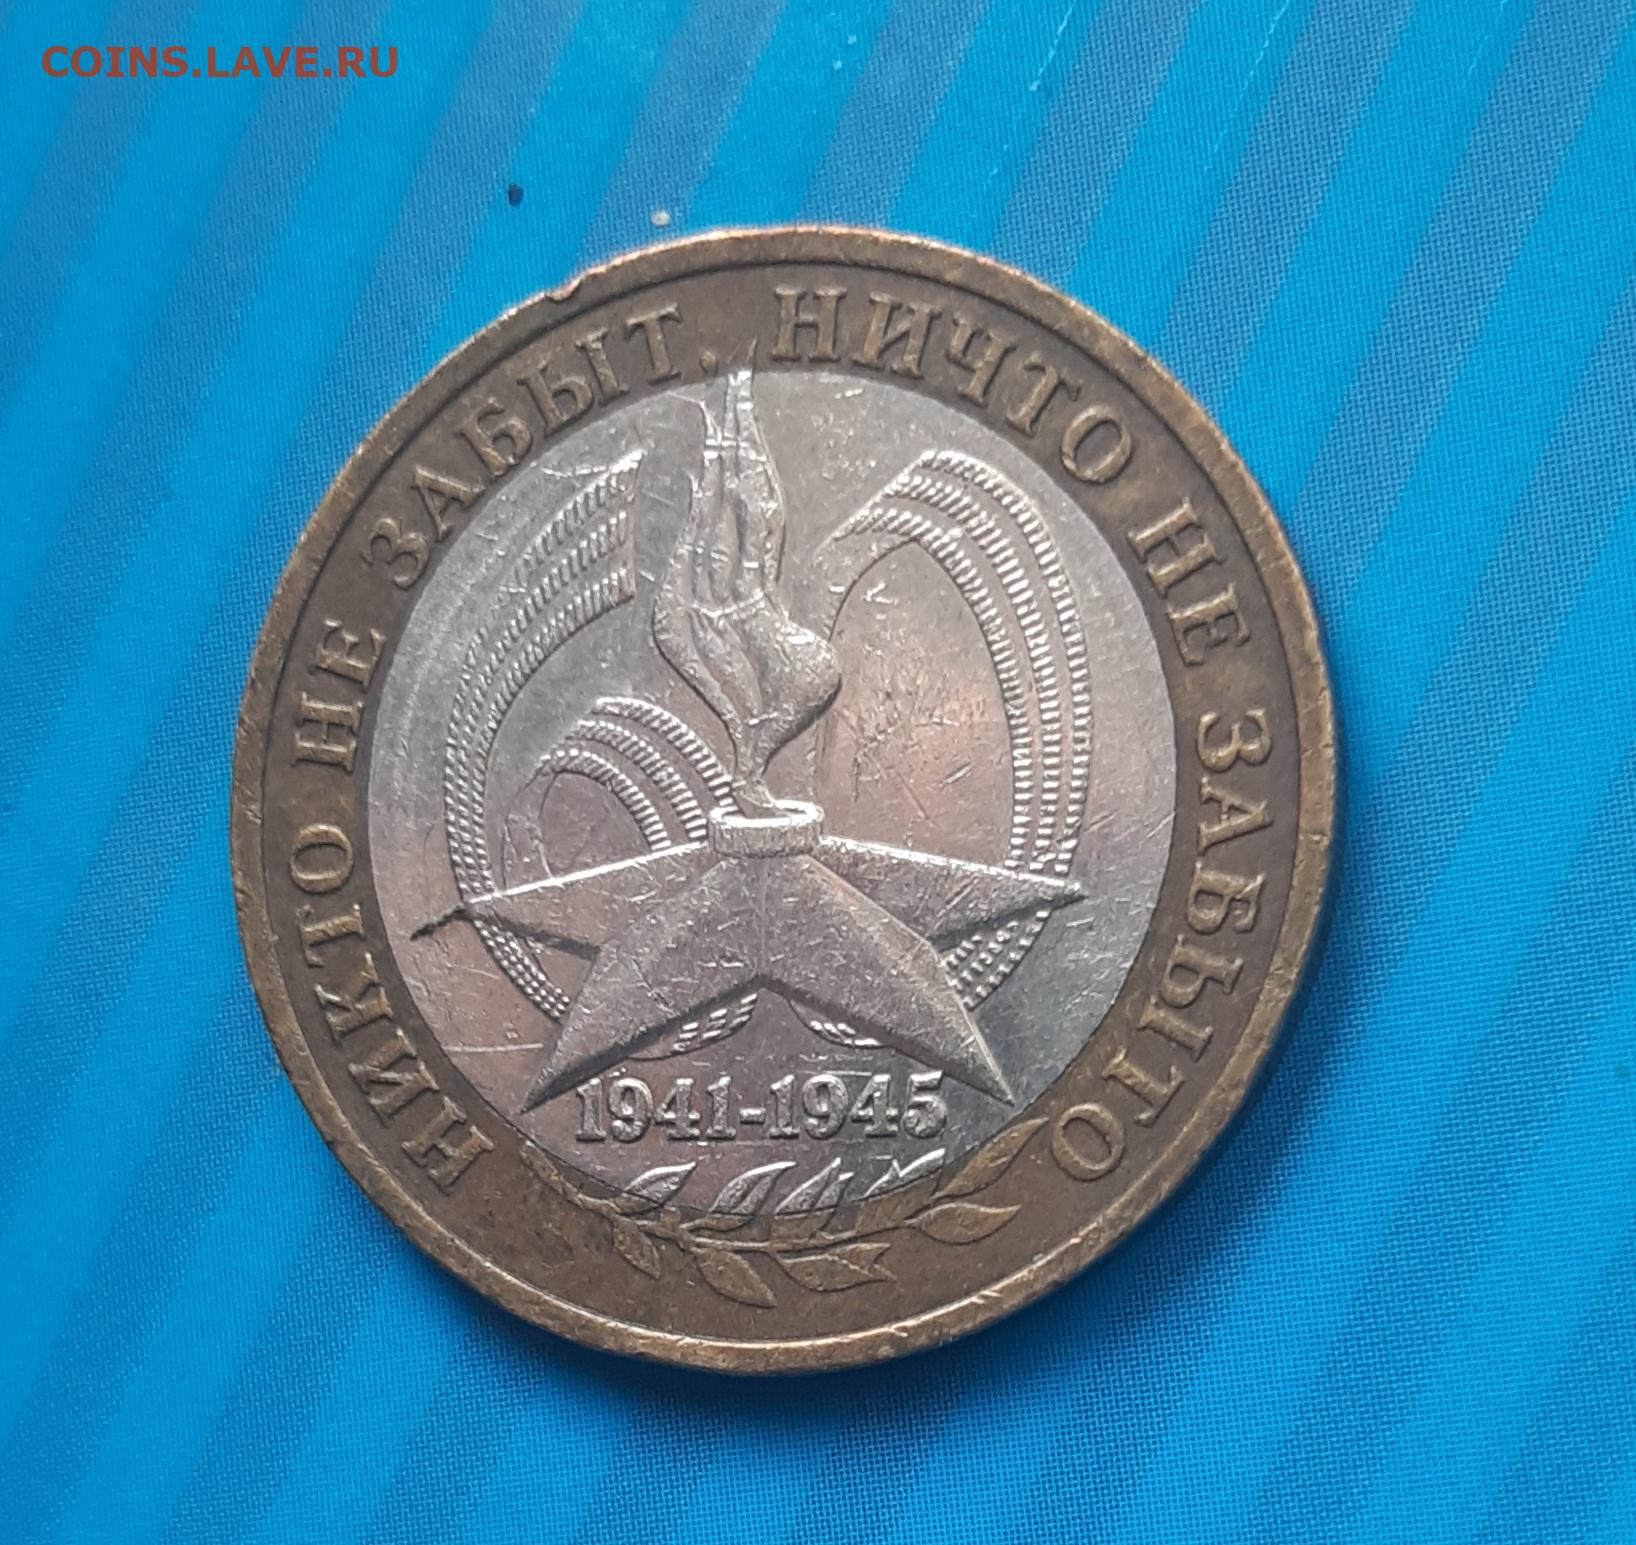 COINS.LAVE.RU
НИКТО НЕ ЗАБЫТ, НИЧТО НЕ ЗАБЫТО
1941-1945